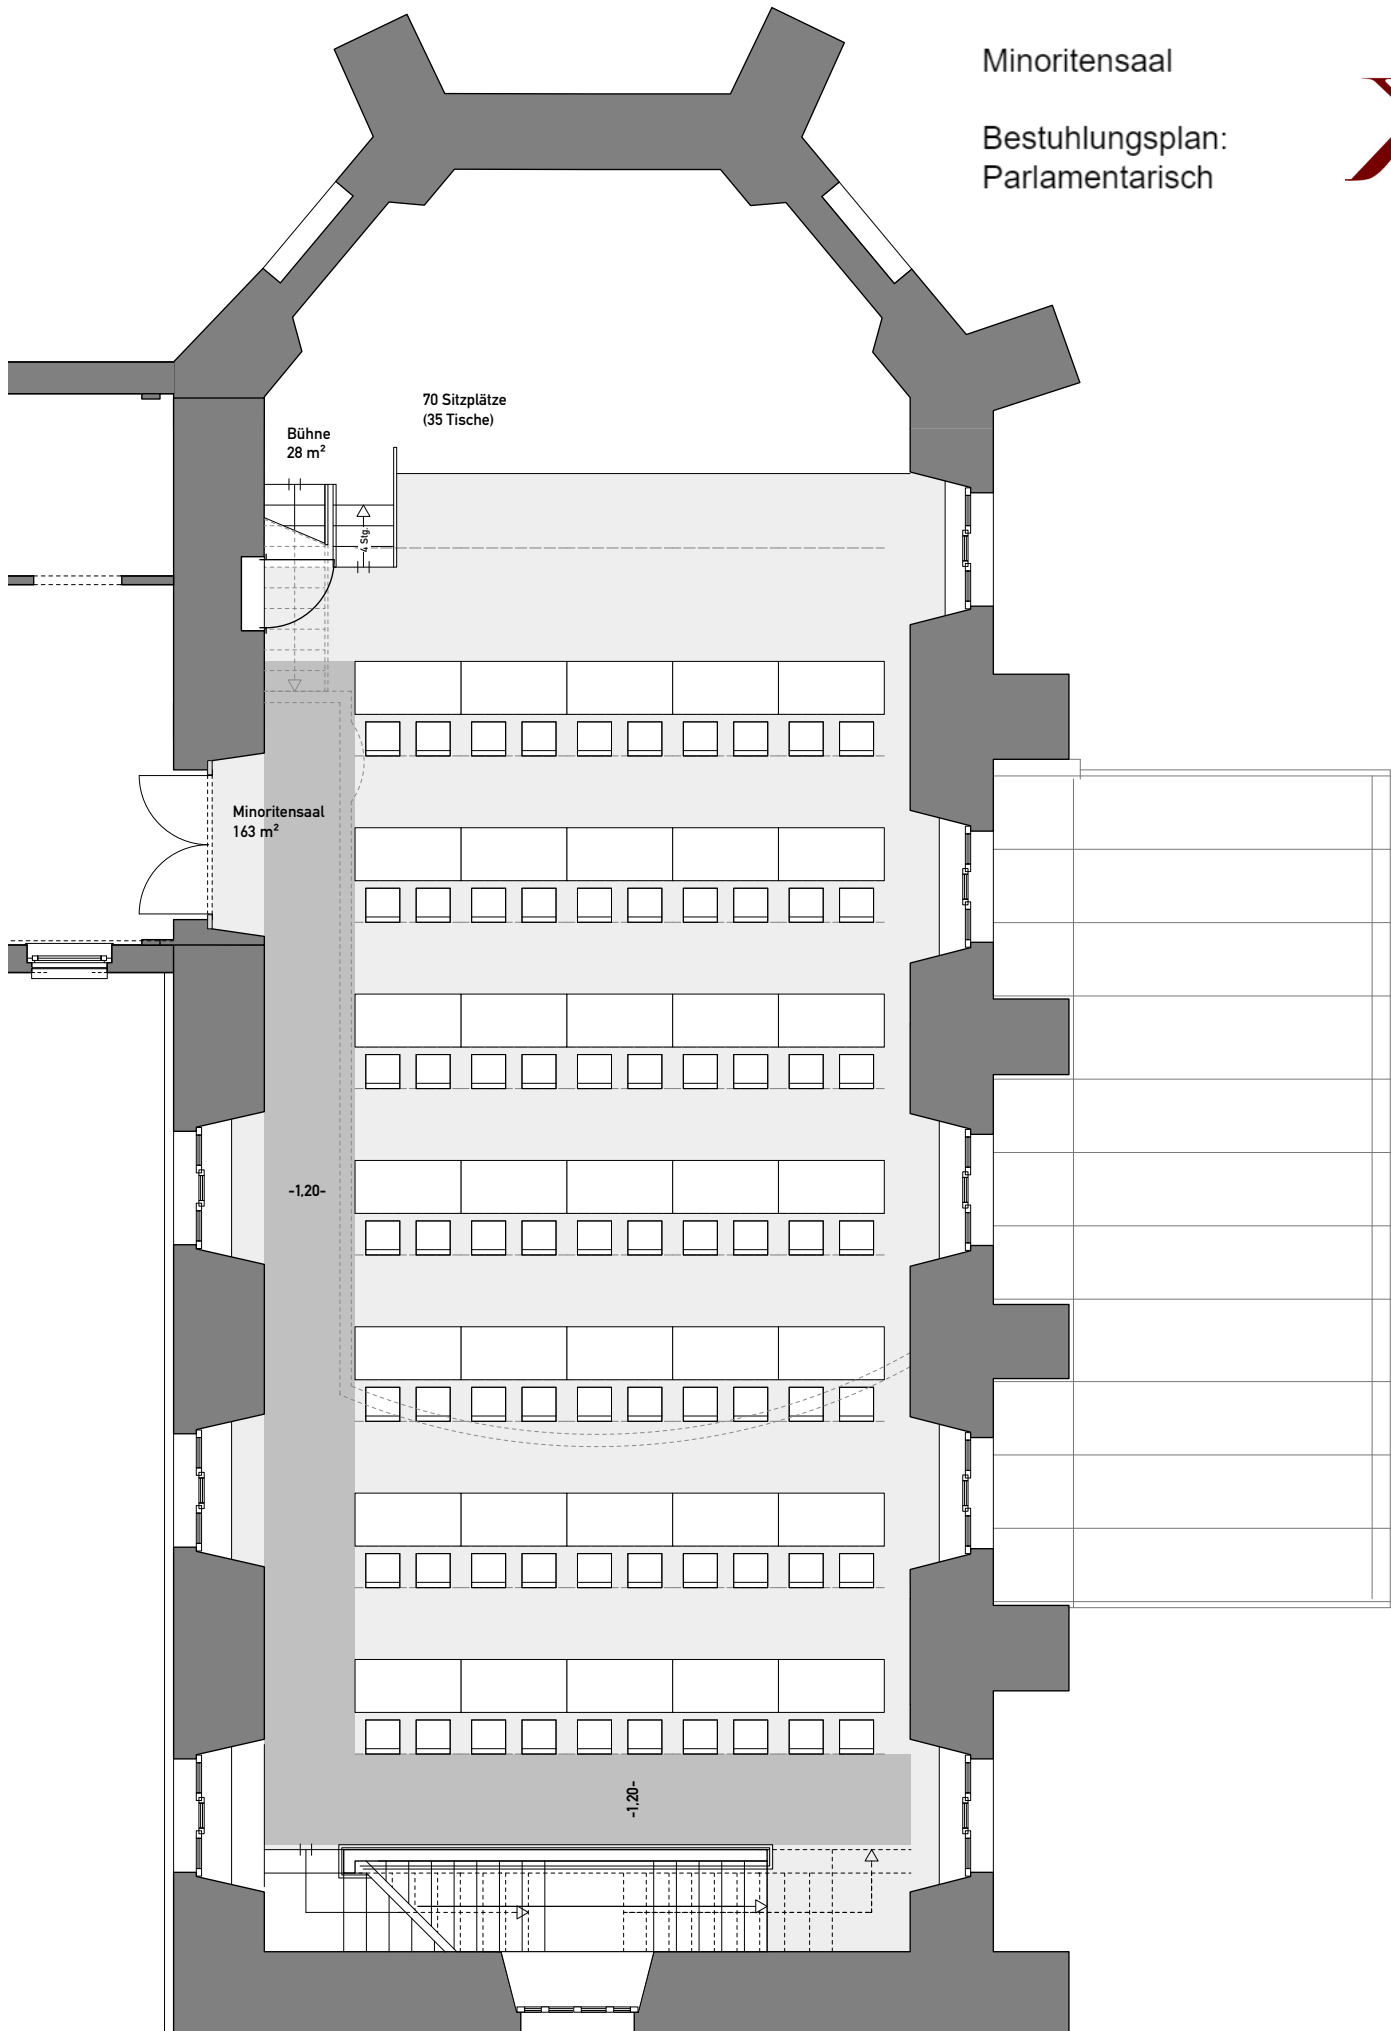 Minoritensaal
Bestuhlungsplan:
Parlamentarisch
70 Sitzplätze
(35 Tische)
Bühne
28 m²
4 Stg.
Minoritensaal
163 m²
-1,20-
-1,20-